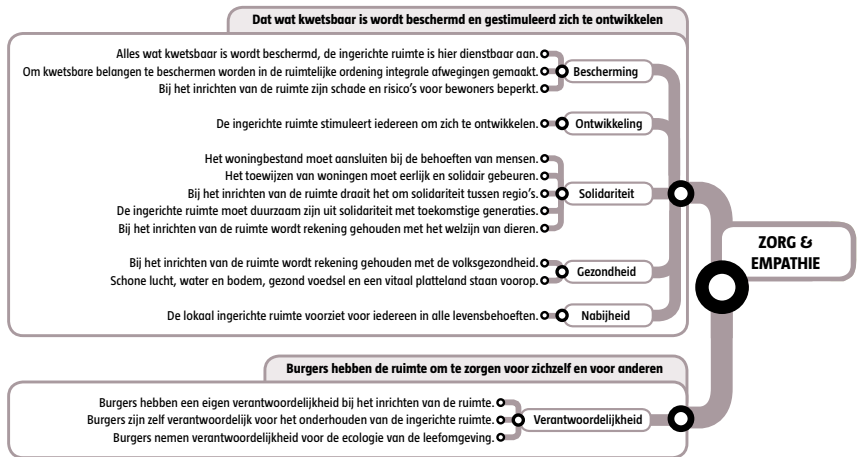 Dat wat kwetsbaar is wordt beschermd en gestimuleerd zich te ontwikkelen
Alles wat kwetsbaar is wordt beschermd, de ingerichte ruimte is hier dienstbaar aan.
Om kwetsbare belangen te beschermen worden in de ruimtelijke ordening integrale afwegingen gemaakt.
Bij het inrichten van de ruimte zijn schade en risico's voor bewoners beperkt.
Bescherming
De ingerichte ruimte stimuleert iedereen om zich te ontwikkelen.
Ontwikkeling
Het woningbestand moet aansluiten bij de behoeften van mensen.
Het toewijzen van woningen moet eerlijk en solidair gebeuren.
Bij het inrichten van de ruimte draait het om solidariteit tussen regio's.
De ingerichte ruimte moet duurzaam zijn uit solidariteit met toekomstige generaties.
Bij het inrichten van de ruimte wordt rekening gehouden met het welzijn van dieren.
Solidariteit
Bij het inrichten van de ruimte wordt rekening gehouden met de volksgezondheid.
Schone lucht, water en bodem, gezond voedsel en een vitaal platteland staan voorop.
Gezondheid
De lokaal ingerichte ruimte voorziet voor iedereen in alle levensbehoeften.
Nabijheid
ZORG &
EMPATHIE
Burgers hebben de ruimte om te zorgen voor zichzelf en voor anderen
Burgers hebben een eigen verantwoordelijkheid bij het inrichten van de ruimte.
Burgers zijn zelf verantwoordelijk voor het onderhouden van de ingerichte ruimte.
Burgers nemen verantwoordelijkheid voor de ecologie van de leefomgeving.
Verantwoordelijkheid